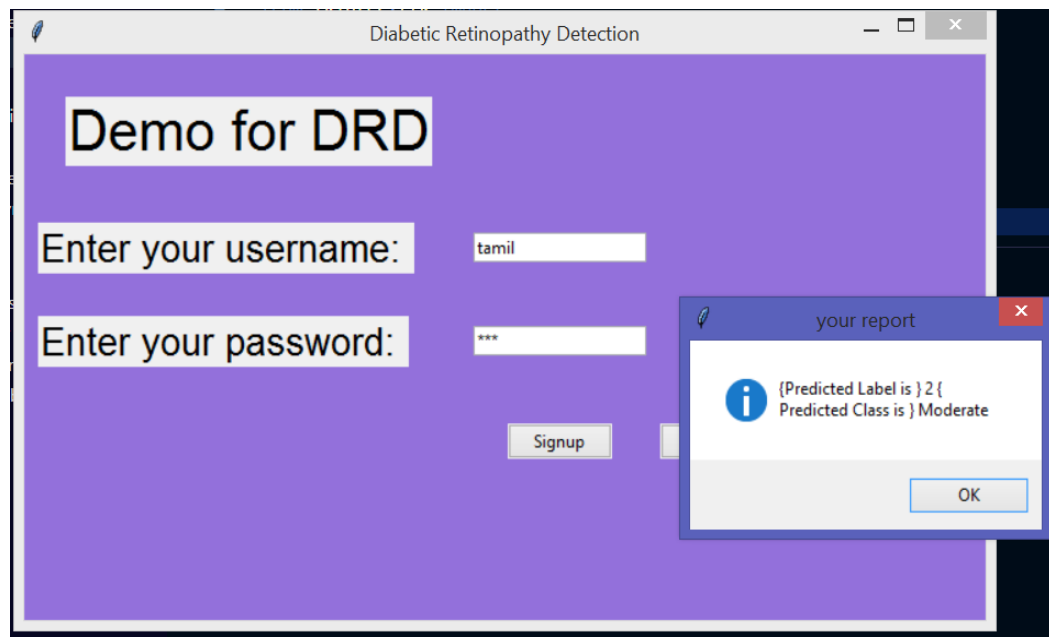 Diabetic Retinopathy Detection
Demo for DRD
Enter your username:
tamil
Enter your password:
***
Signup
your report
{Predicted Label is } 2 {
Predicted Class is } Moderate
OK